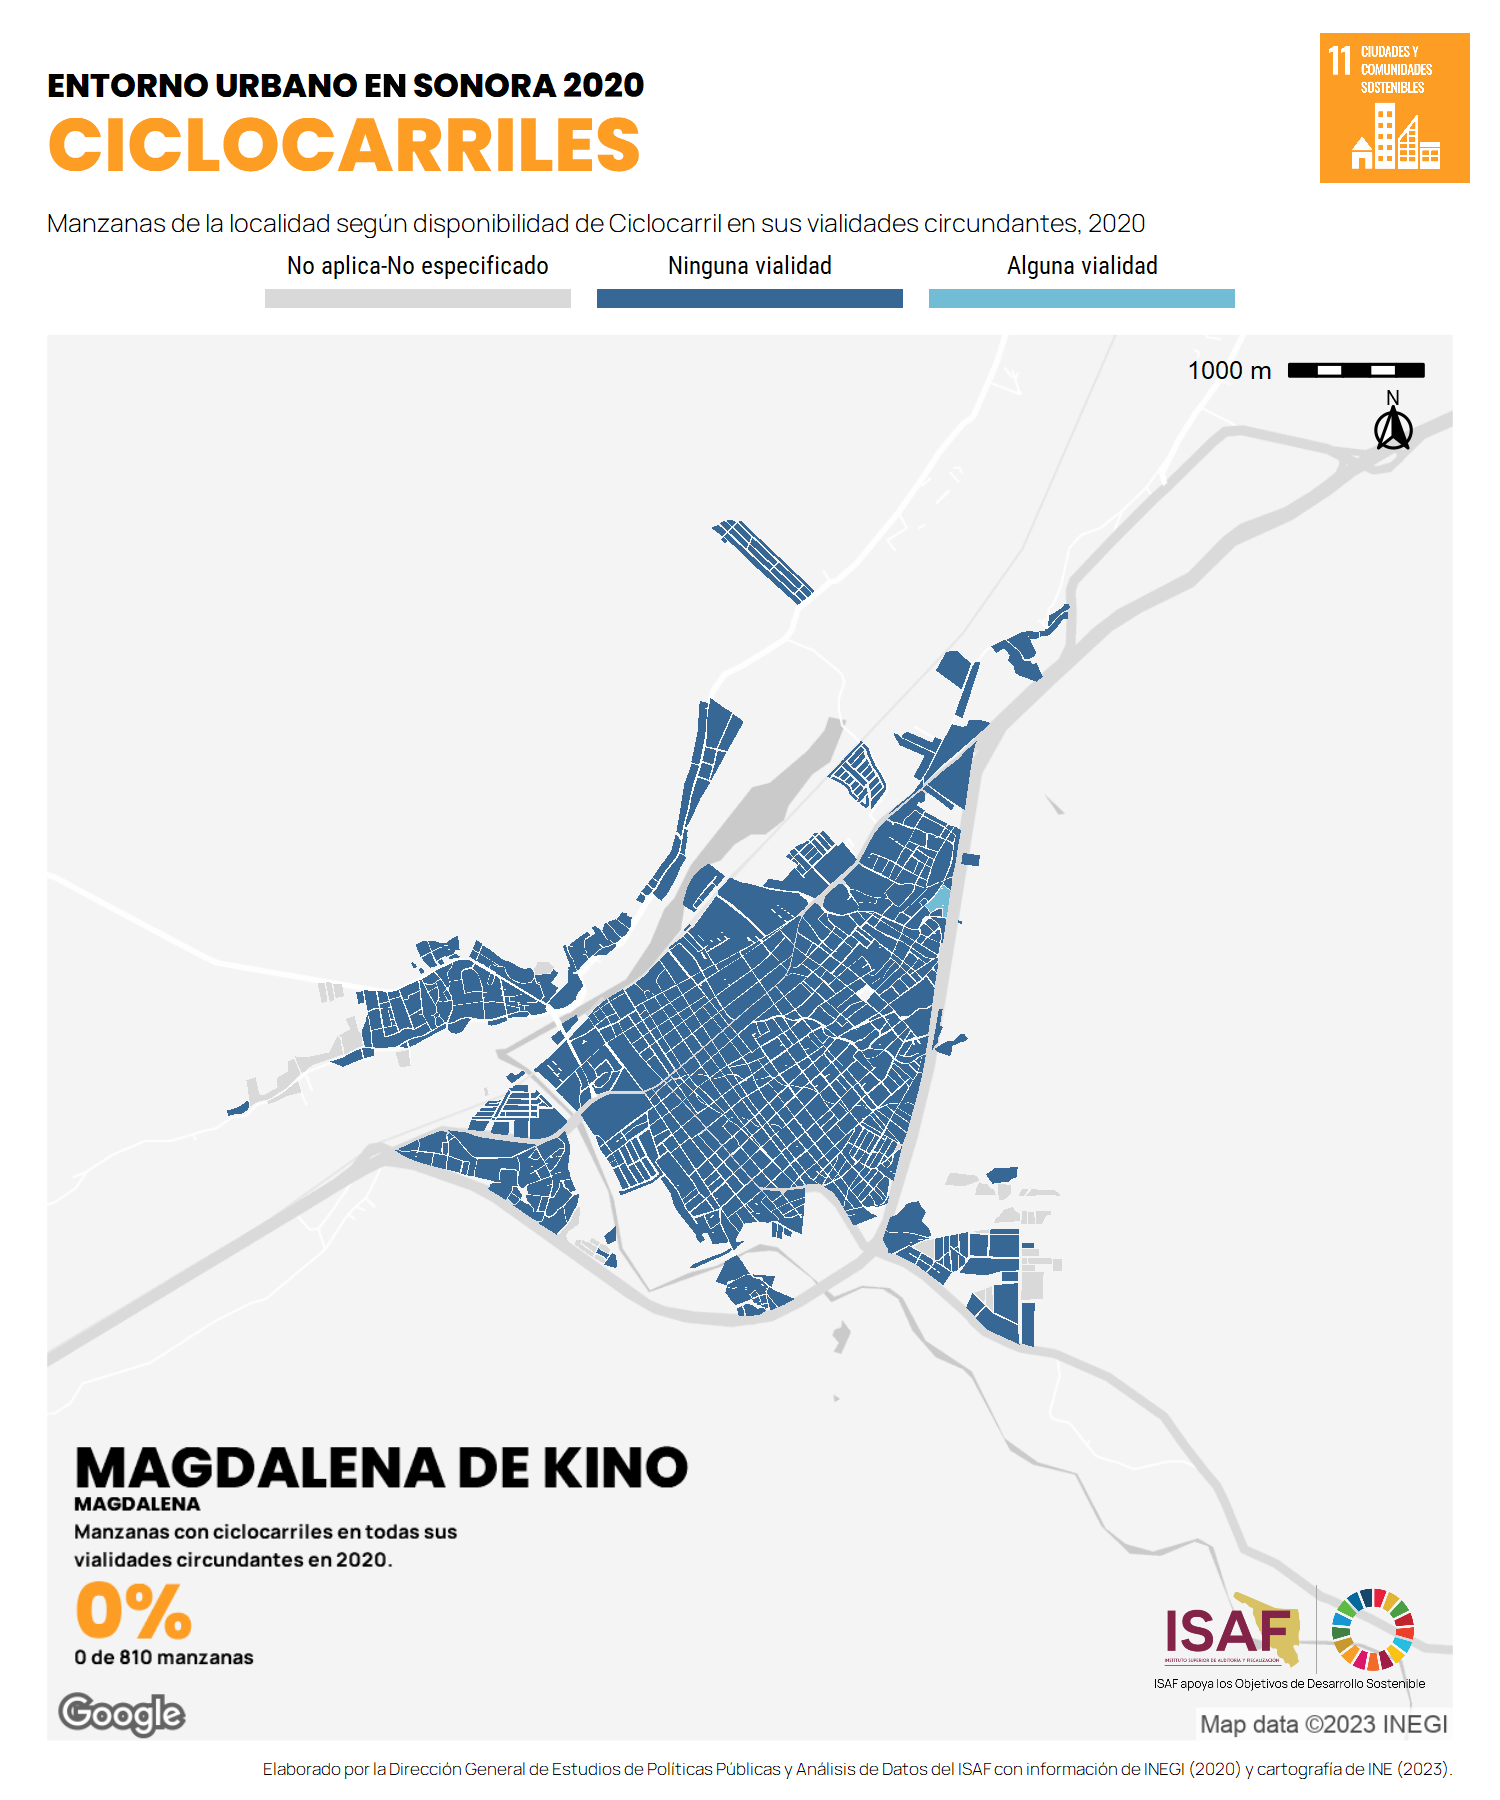 ENTORNO URBANO EN SONORA 2020
CICLOCARRILES
11 CIUDADES Y
COMUNIDADES
SOSTENIBLES
Manzanas de la localidad según disponibilidad de Ciclocarril en sus vialidades circundantes, 2020
No aplica-No especificado Ninguna vialidad Alguna vialidad
1000 m
N
MAGDALENA DE KINO
MAGDALENA
Manzanas con ciclocarriles en todas sus
vialidades circundantes en 2020.
0%
0 de 810 manzanas
ISAF
INSTITUTO SUPERIOR DE AUDITORÍA Y FISCALIZACIÓN
ISAF apoya los Objetivos de Desarrollo Sostenible
Google
Map data ©2023 INEGI
Elaborado por la Dirección General de Estudios de Políticas Públicas y Análisis de Datos del ISAF con información de INEGI (2020) y cartografía de INE (2023).